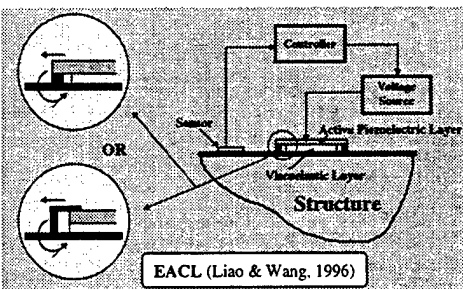 Controller
Voltage
Source
Sensor
Active Piezoelectric Layer
OR
Viscoelastic Layer
Structure
EACL (Liao & Wang, 1996)